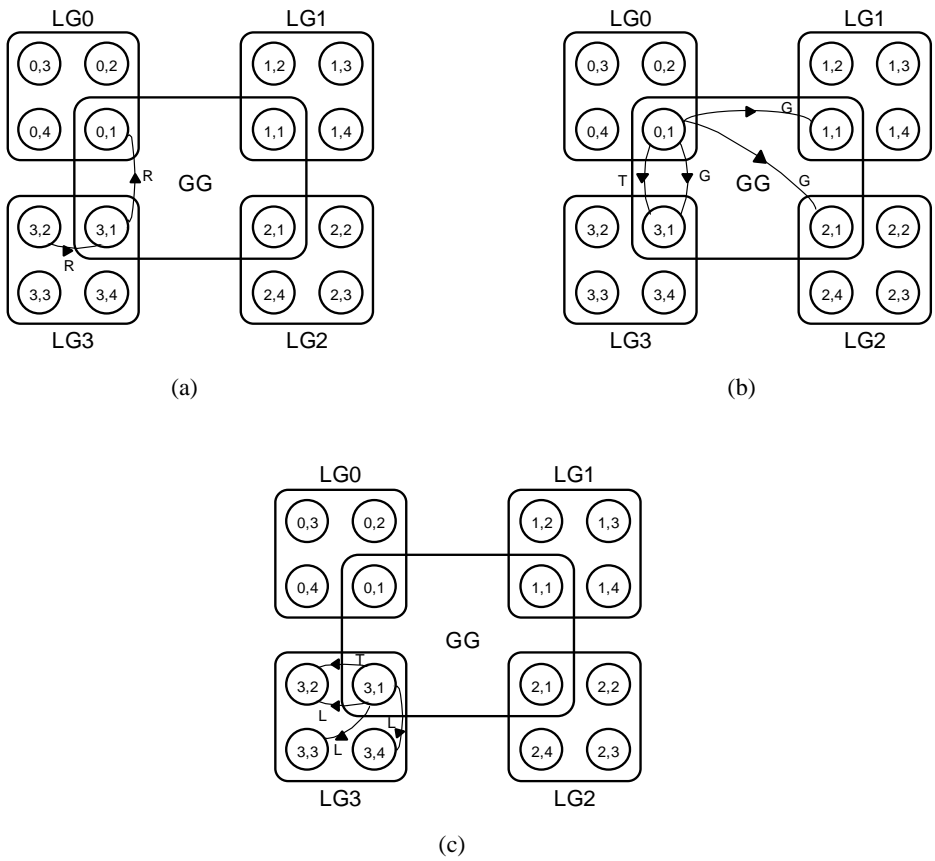 LG0 LG1
0,3 0,2 1,2 1,3
0,4 0,1 1,1 1,4
GG R
3,2 3,1 2,1 2,2
R
3,3 3,4 2,4 2,3
LG3 LG2
(a)
LG0 LG1
0,3 0,2 1,2 1,3
G
0,4 0,1 1,1 1,4
T G GG G
3,2 3,1 2,1 2,2
3,3 3,4 2,4 2,3
LG3 LG2
(b)
LG0 LG1
0,3 0,2 1,2 1,3
0,4 0,1 1,1 1,4
GG
T
3,2 3,1 2,1 2,2
L L
3,3 L 3,4 2,4 2,3
LG3 LG2
(c)